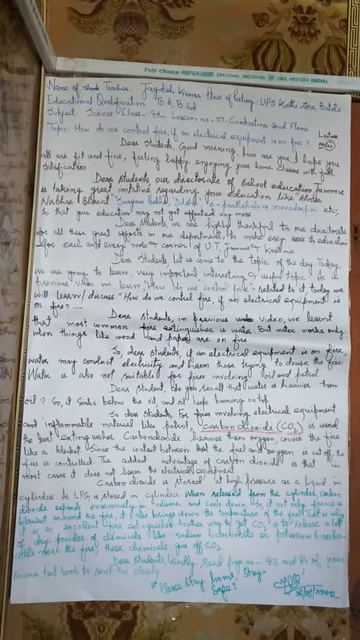 Name of Teacher Jagdish Kumar Place of Posting UPS Kothi Zone Batote
Educational Qualification BA B.Ed
Subject: Science Class: 8th Lesson no:- 07. Combustion And Flame
Topic: How do we control fire, if an electrical equipment is on fire? Lecture
Dear Students, Good morning, how are you I hope you
all are fit and fine, feeling happy enjoying your home classes with full
satisfication
Dear Students our directorate of School education Jammu
is taking great initiative regarding your education like
so that your education may not get affected any more
Dear Students, we are highly thankful to our directorate
for all these great efforts our department to make easy access to education
for each and every nook & corner of U.T. Jammu & Kashmir
Dear Students let us come to the topic of the day Today
we are going to learn, very important, interesting & useful topic. As in
previous video we learn "How do we control fire" related to it, today we
will learn/discuss "How do we control fire, if an electrical equipment is
on fire?
Dear Students, in previous video, we learnt
that most common fire extinguisher is water. But water works only
when things like wood and paper are on fire
So, dear students if an electrical equipment is on fire,
water may conduct electricity and harm those trying to douse the fire
Water is also not suitable for fires involving oil and petrol
Dear Student, do you recall that water is heavier than
oil? So, it sinks below the oil, and oil keeps burning on top.
So dear students, For fires involving electrical equipment
and inflammable material like petrol, Carbon dioxide (CO2) is
the best extinguisher Carbondioxide heavier than oxygen, covers the fire
like a blanket. Since the contact between the fuel and oxygen is cut off, the
fire is controlled The added advantage of carbon dioxide is that in
most cases it does not harm the electrical equipment
Carbon dioxide is stored at high pressure as a liquid in
cylinders As LPG is stored in cylinders When released from the cylinder, carbon
dioxide expands enormously in volume and cools down. So, it not only forms a
blanket around the fire, it also brings down the temperature of the fuel. That is why
it is an excellent fire extinguisher. Another way to get CO2 is to release a lot
of dry powder of chemicals like sodium bicarbonate or potassium
near the fire, these chemicals give off CO2
Dear Students, Kindly read page no:- 43 and of your
Science text book
"Please Stay home, Stay
Safe"